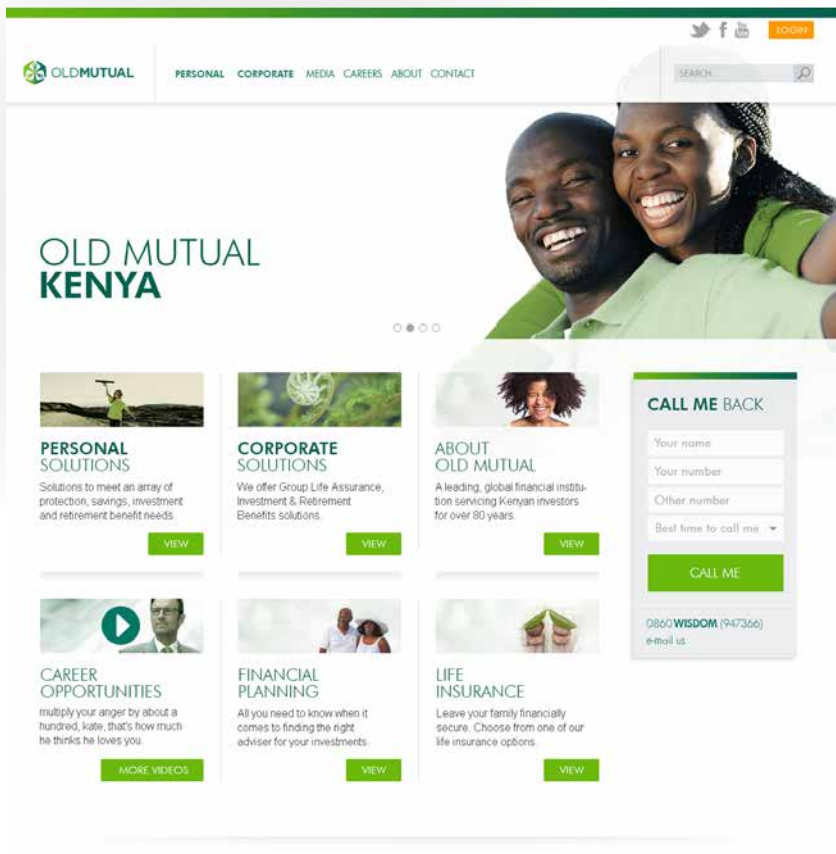 LOGIN
OLDMUTUAL
PERSONAL CORPORATE MEDIA CAREERS ABOUT CONTACT
SEARCH
OLD MUTUAL
KENYA
PERSONAL
SOLUTIONS
Solutions to meet an array of
protection, savings, investment
and retirement benefit needs.
VIEW
CORPORATE
SOLUTIONS
We offer Group Life Assurance,
Investment & Retirement
Benefits solutions.
VIEW
ABOUT
OLD MUTUAL
A leading, global financial institu-
tion servicing Kenyan investors
for over 80 years.
VIEW
CALL ME BACK
Your name
Your number
Other number
Best time to call me
CALL ME
0860 WISDOM (947366)
e-mail us
CAREER
OPPORTUNITIES
multiply your anger by about a
hundred, kate, that's how much
he thinks he loves you.
MORE VIDEOS
FINANCIAL
PLANNING
All you need to know when it
comes to finding the right
adviser for your investments.
VIEW
LIFE
INSURANCE
Leave your family financially
secure. Choose from one of our
life insurance options.
VIEW